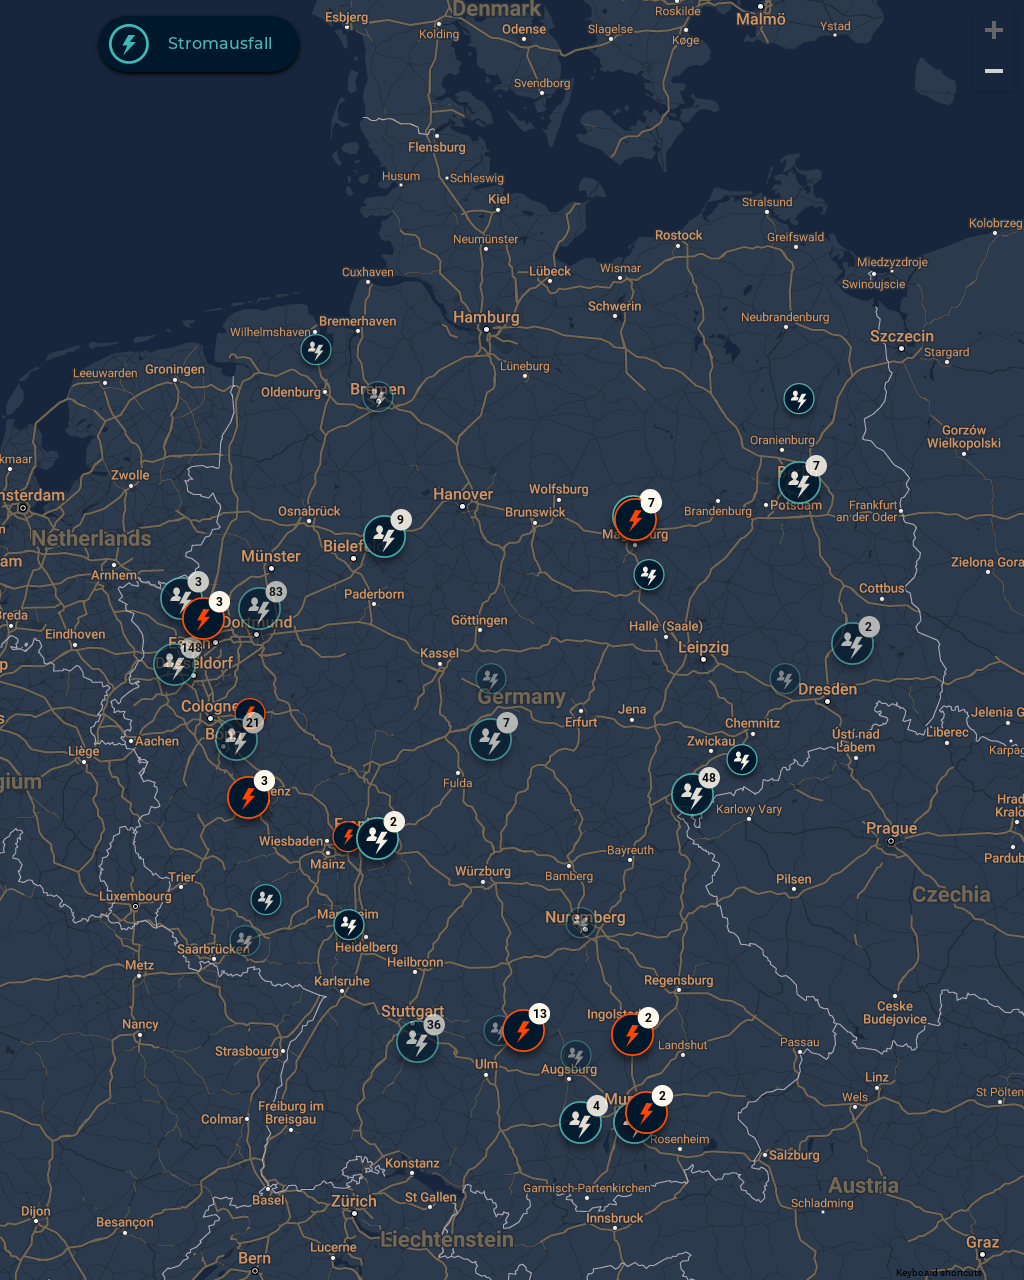 Denmark
Esbjerg
Kolding
Odense
Slagelse
Roskilde
Køge
Malmö
Ystad
Stromausfall
Svendborg
Flensburg
Husum
Schleswig
Kiel
Stralsund
Neumünster
Rostock
Greifswald
Kolobrzeg
Cuxhaven
Lübeck
Wismar
Miedzyzdroje
Swinoujscie
Schwerin
Hamburg
Bremerhaven
Wilhelmshaven
Neubrandenburg
Szczecin
Stargard
Leeuwarden
Groningen
Lüneburg
Oldenburg
Bremen
Gorzów
Wielkopolski
Oranienburg
kmaar
Zwolle
7
nsterdam
Hanover
Wolfsburg
7
Potsdam
Osnabrück
Brunswick
Brandenburg
Frankfurt
an der Oder
9
Netherlands
Münster
Bielef
Magdeburg
am
Arnhem
Zielona Gora
3
83
3
Paderborn
Cottbus
Breda
Dortmund
Göttingen
Halle (Saale)
2
Eindhoven
Essen
148
Leipzig
p
Düsseldorf
Kassel
Dresden
Germany
Cologne
Jena
Erfurt
Chemnitz
Jelenia G
21
7
Bonn
Aachen
Zwickau
Ústí nad
Labem
Liberec
Liège
Karpac
gium
3
48
Fulda
enz
Karlovy Vary
Hrad
Kralo
2
Wiesbaden
Prague
Mainz
Bayreuth
Pardub
Trier
Würzburg
Bamberg
Pilsen
Luxembourg
Czechia
Mannheim
Nuremberg
Saarbrücken
Heidelberg
Metz
Heilbronn
Karlsruhe
Regensburg
Stuttgart
Ceske
Budejovice
Nancy
36
13
Ingolstadt
2
Strasbourg
Landshut
Passau
Ulm
Augsburg
Linz
Wels
St Pölten
2
Munich
4
Colmar
Freiburg im
Breisgau
Rosenheim
Salzburg
Konstanz
Basel
Zürich
St Gallen
Garmisch-Partenkirchen
Austria
Schladming
Dijon
Besançon
Innsbruck
Liechtenstein
Lucerne
Bern
Graz
Keyboard shortcuts